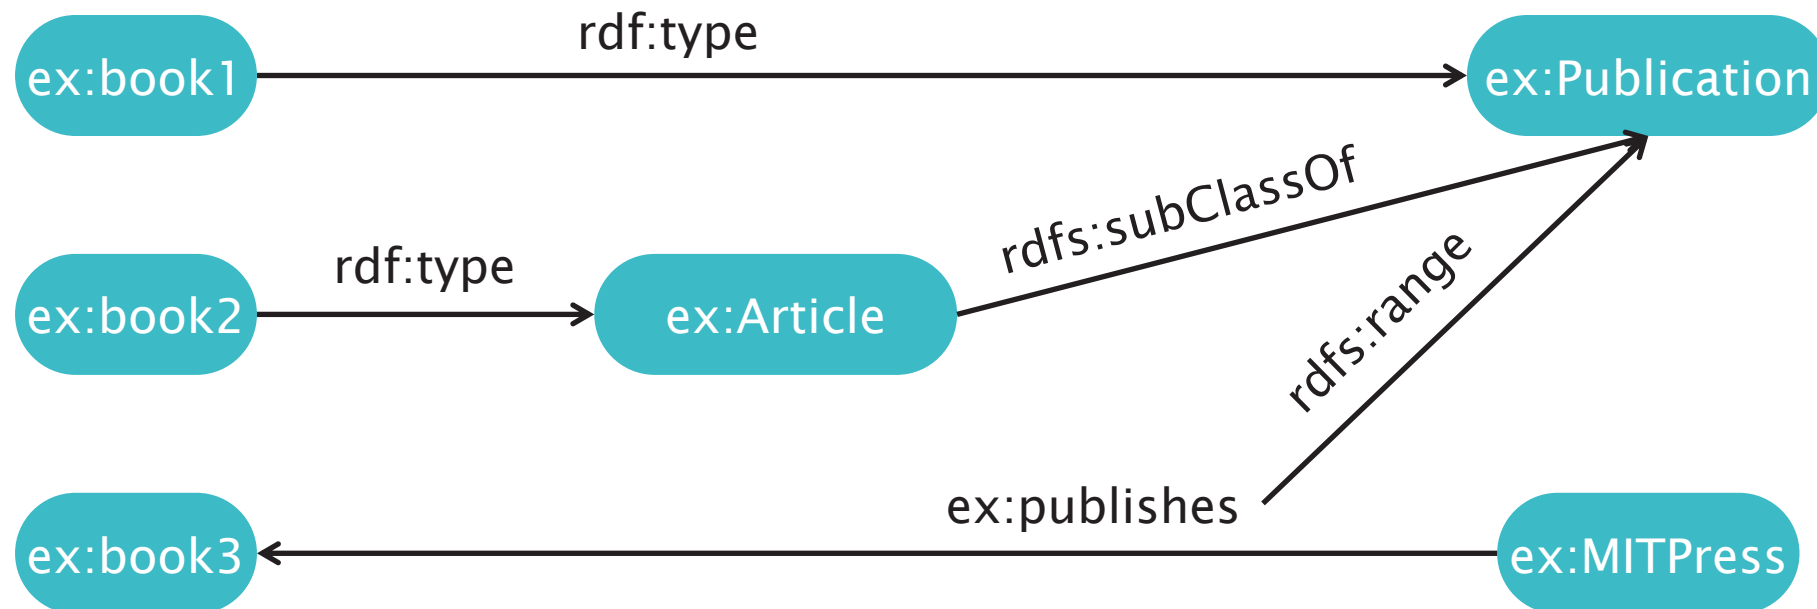 rdf:type
ex:book1
ex:Publication
rdfs:subClassOf
rdf:type
ex:book2
ex:Article
rdfs:range
ex:publishes
ex:book3
ex:MITPress